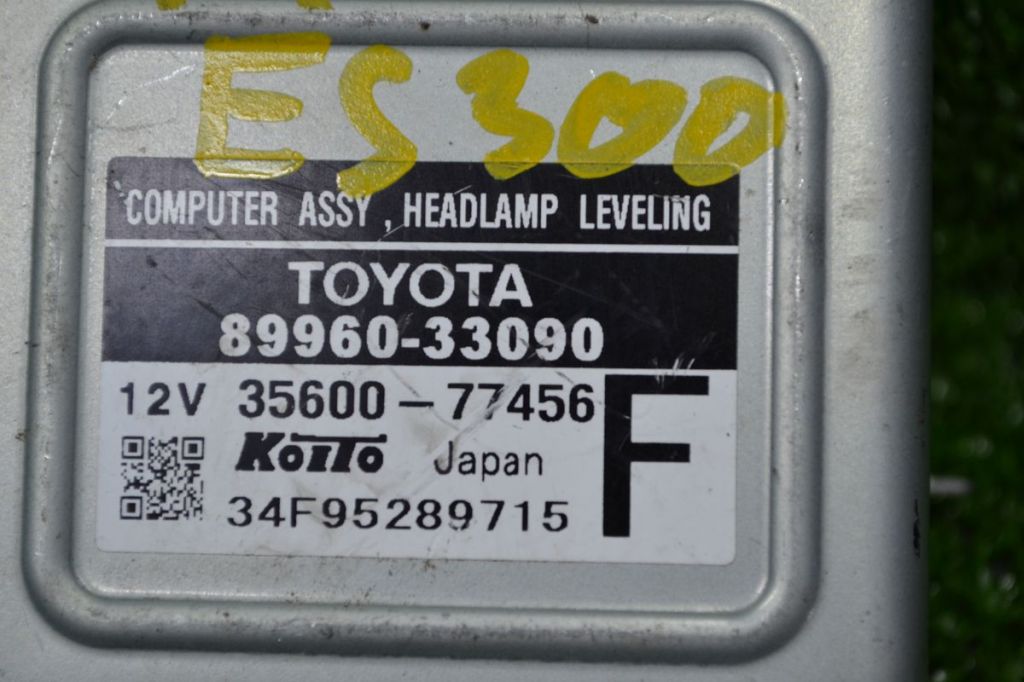 ES300
COMPUTER ASSY , HEADLAMP LEVELING
TOYOTA
89960-33090
12V 35600-77456
F
KOITO Japan
34F95289715